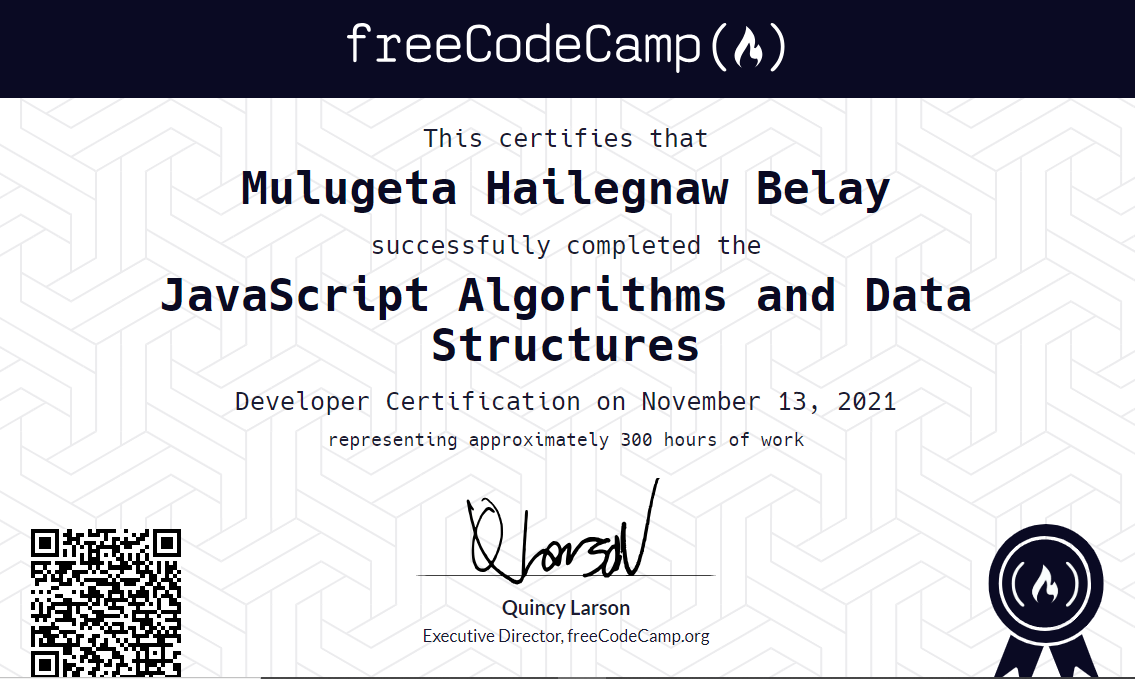 freeCodeCamp
This certifies that
Mulugeta Hailegnaw Belay
successfully completed the
JavaScript Algorithms and Data
Structures
Developer Certification on November 13, 2021
representing approximately 300 hours of work
Quincy Larson
Executive Director, freeCodeCamp.org